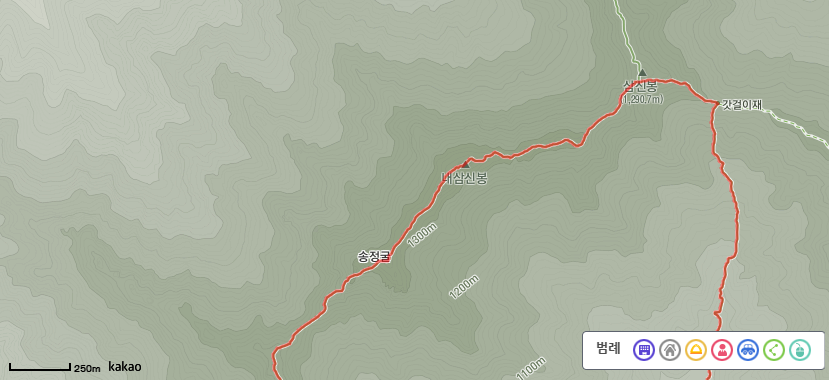 삼신봉
(1,290.7m)
갓걸이재
내삼신봉
1300m
송정굴
1200m
범례
1100m
250m kakao